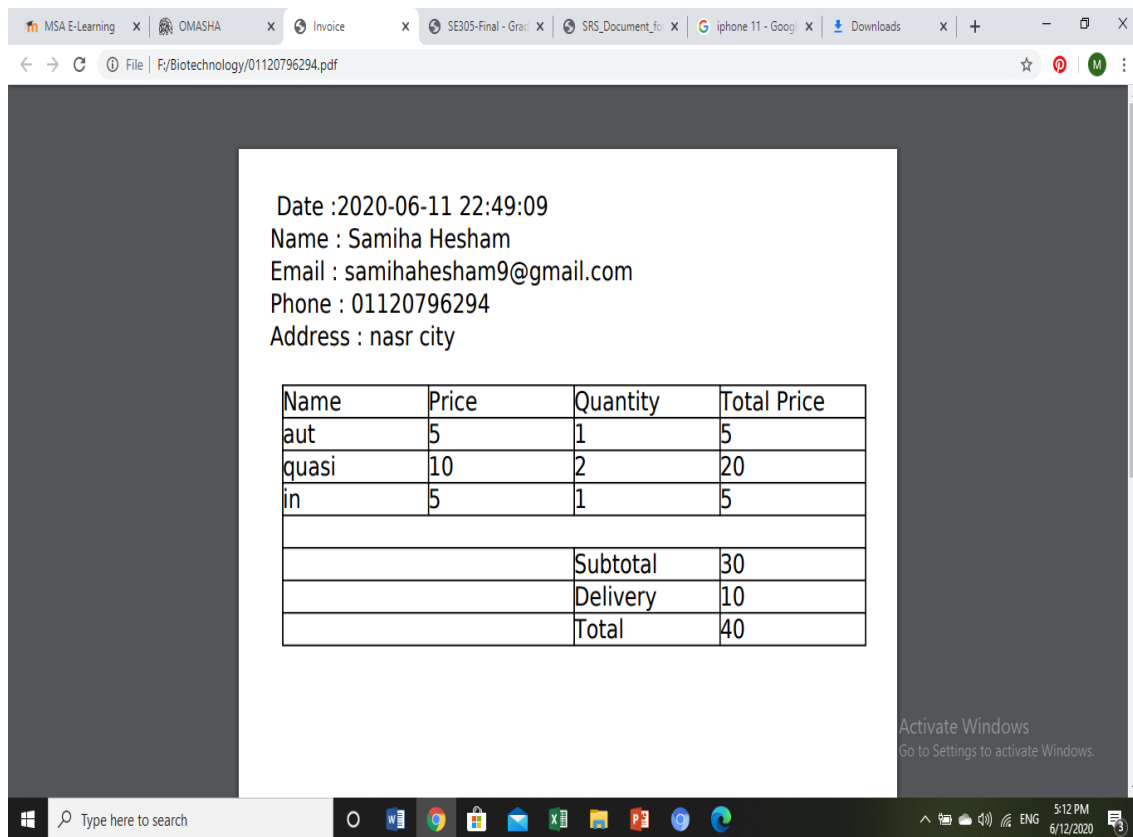 MSA E-Learning OMASHA Invoice SE305-Final - Grad SRS_Document_fo iphone 11 - Googl Downloads
File F:/Biotechnology/01120796294.pdf M
Date :2020-06-11 22:49:09
Name : Samiha Hesham
Email : samihahesham9@gmail.com
Phone : 01120796294
Address : nasr city
Name Price Quantity Total Price
aut 5 1 5
quasi 10 2 20
in 5 1 5
Subtotal 30
Delivery 10
Total 40
Activate Windows
Go to Settings to activate Windows.
Type here to search ENG 5:12 PM
6/12/2020 3